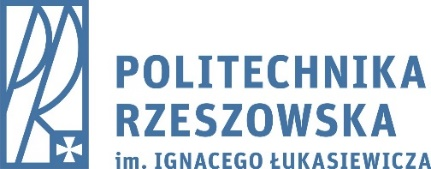 POLITECHNIKA
RZESZOWSKA
im. IGNACEGO ŁUKASIEWICZA